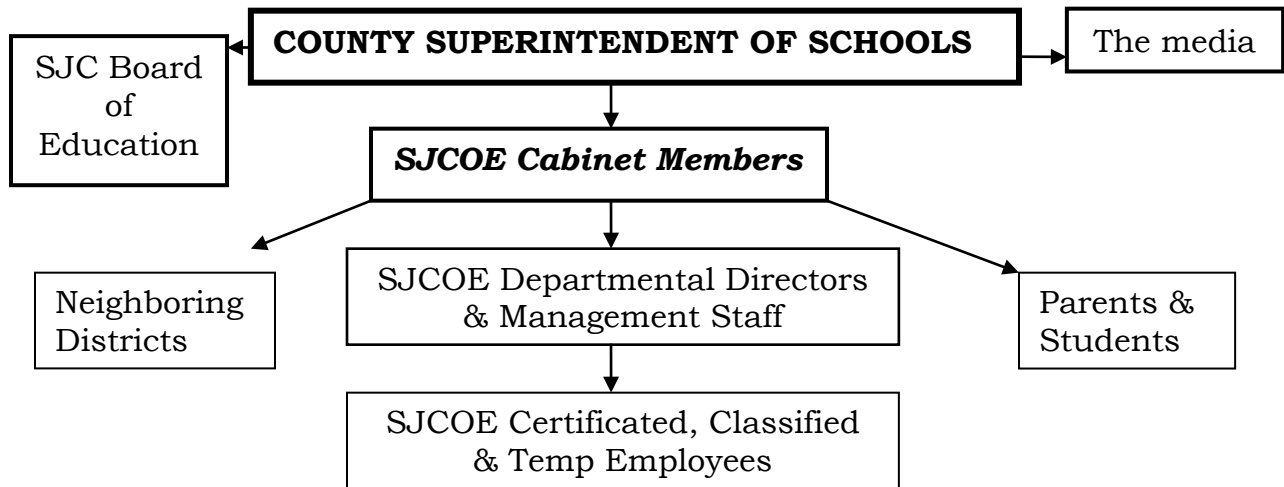 COUNTY SUPERINTENDENT OF SCHOOLS
SJC Board
of
Education
The media
SJCOE Cabinet Members
Neighboring
Districts
SJCOE Departmental Directors
& Management Staff
Parents &
Students
SJCOE Certificated, Classified
& Temp Employees